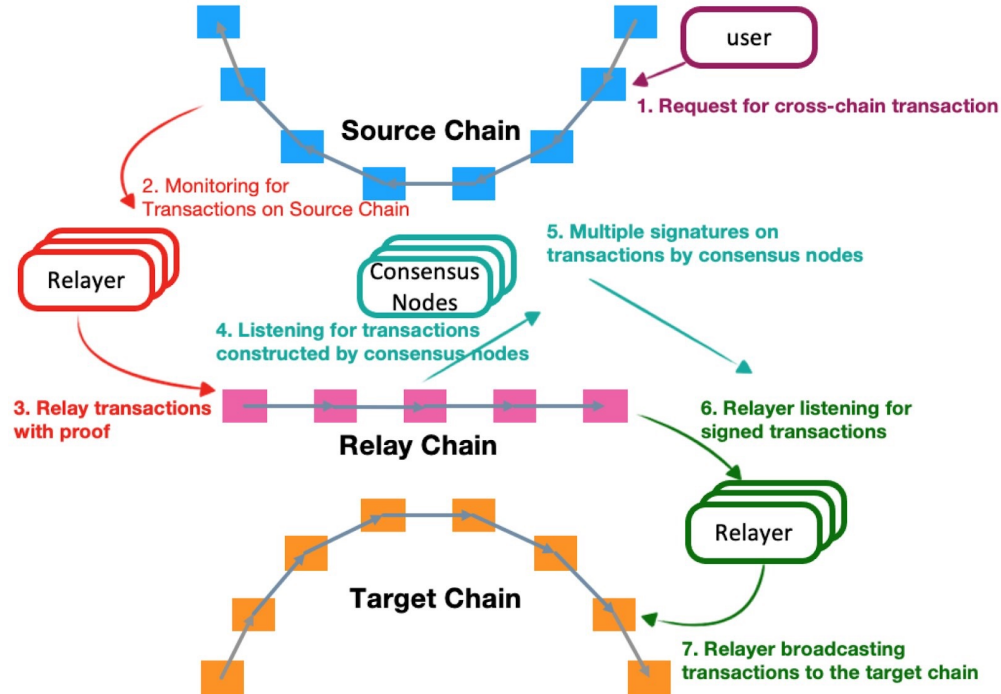 user
1. Request for cross-chain transaction
Source Chain
2. Monitoring for
Transactions on Source Chain
Relayer
Consensus
Nodes
5. Multiple signatures on
transactions by consensus nodes
4. Listening for transactions
constructed by consensus nodes
3. Relay transactions
with proof
Relay Chain
6. Relayer listening for
signed transactions
Relayer
Target Chain
7. Relayer broadcasting
transactions to the target chain